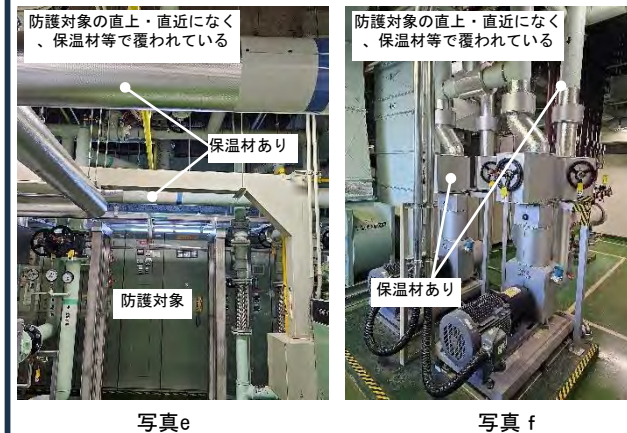 防護対象の直上・直近になく
、保温材等で覆われている
保温材あり
防護対象
写真e
防護対象の直上・直近になく
、保温材等で覆われている
保温材あり
写真 f